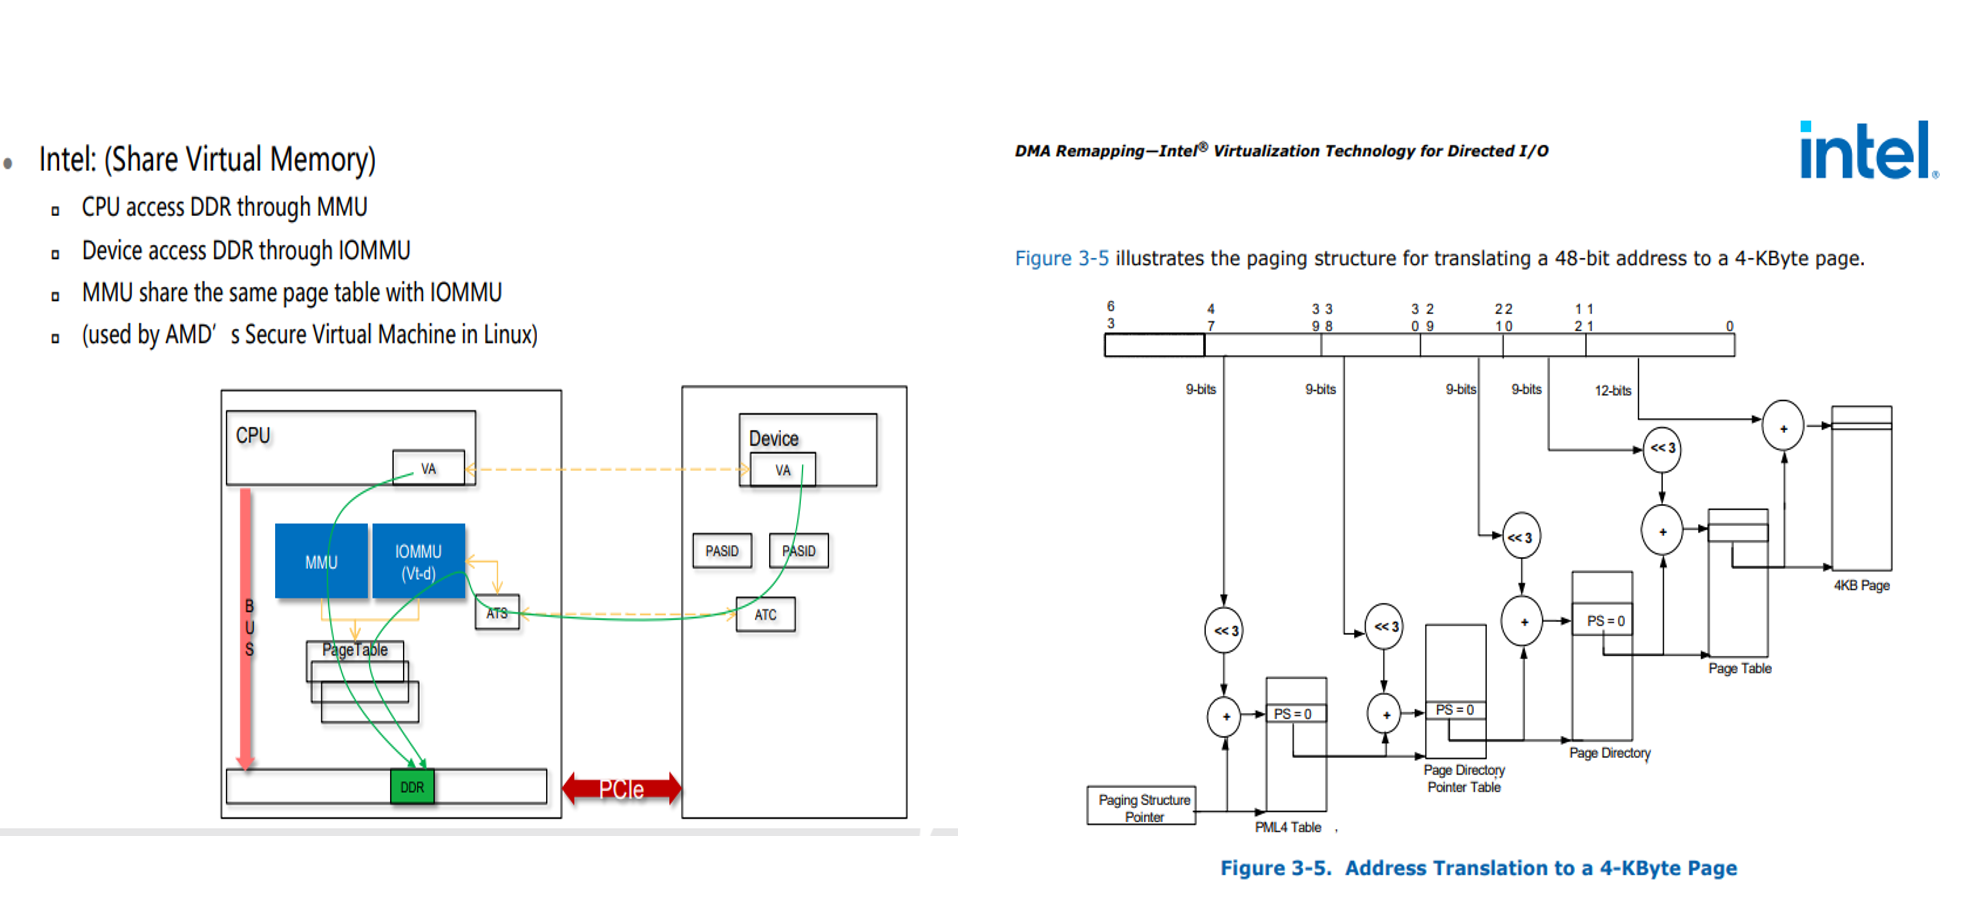 Intel: (Share Virtual Memory)
CPU access DDR through MMU
Device access DDR through IOMMU
MMU share the same page table with IOMMU
(used by AMD’ s Secure Virtual Machine in Linux)
CPU
VA
Device
VA
MMU
IOMMU
(Vt-d)
PASID
PASID
B
U
S
ATS
ATC
PageTable
DDR
PCIe
DMA Remapping—Intel® Virtualization Technology for Directed I/O
intel®
Figure 3-5 illustrates the paging structure for translating a 48-bit address to a 4-KByte page.
6 4 3 3 3 2 2 2 1 1
3 7 9 8 0 9 1 0 2 1 0
9-bits 9-bits 9-bits 9-bits 12-bits
+
<< 3
<< 3
+
4KB Page
<< 3
<< 3
+
PS = 0
Page Table
+
PS = 0
+
PS = 0
Page Directory
Page Directory
Pointer Table
Paging Structure
Pointer
PML4 Table ,
Figure 3-5. Address Translation to a 4-KByte Page